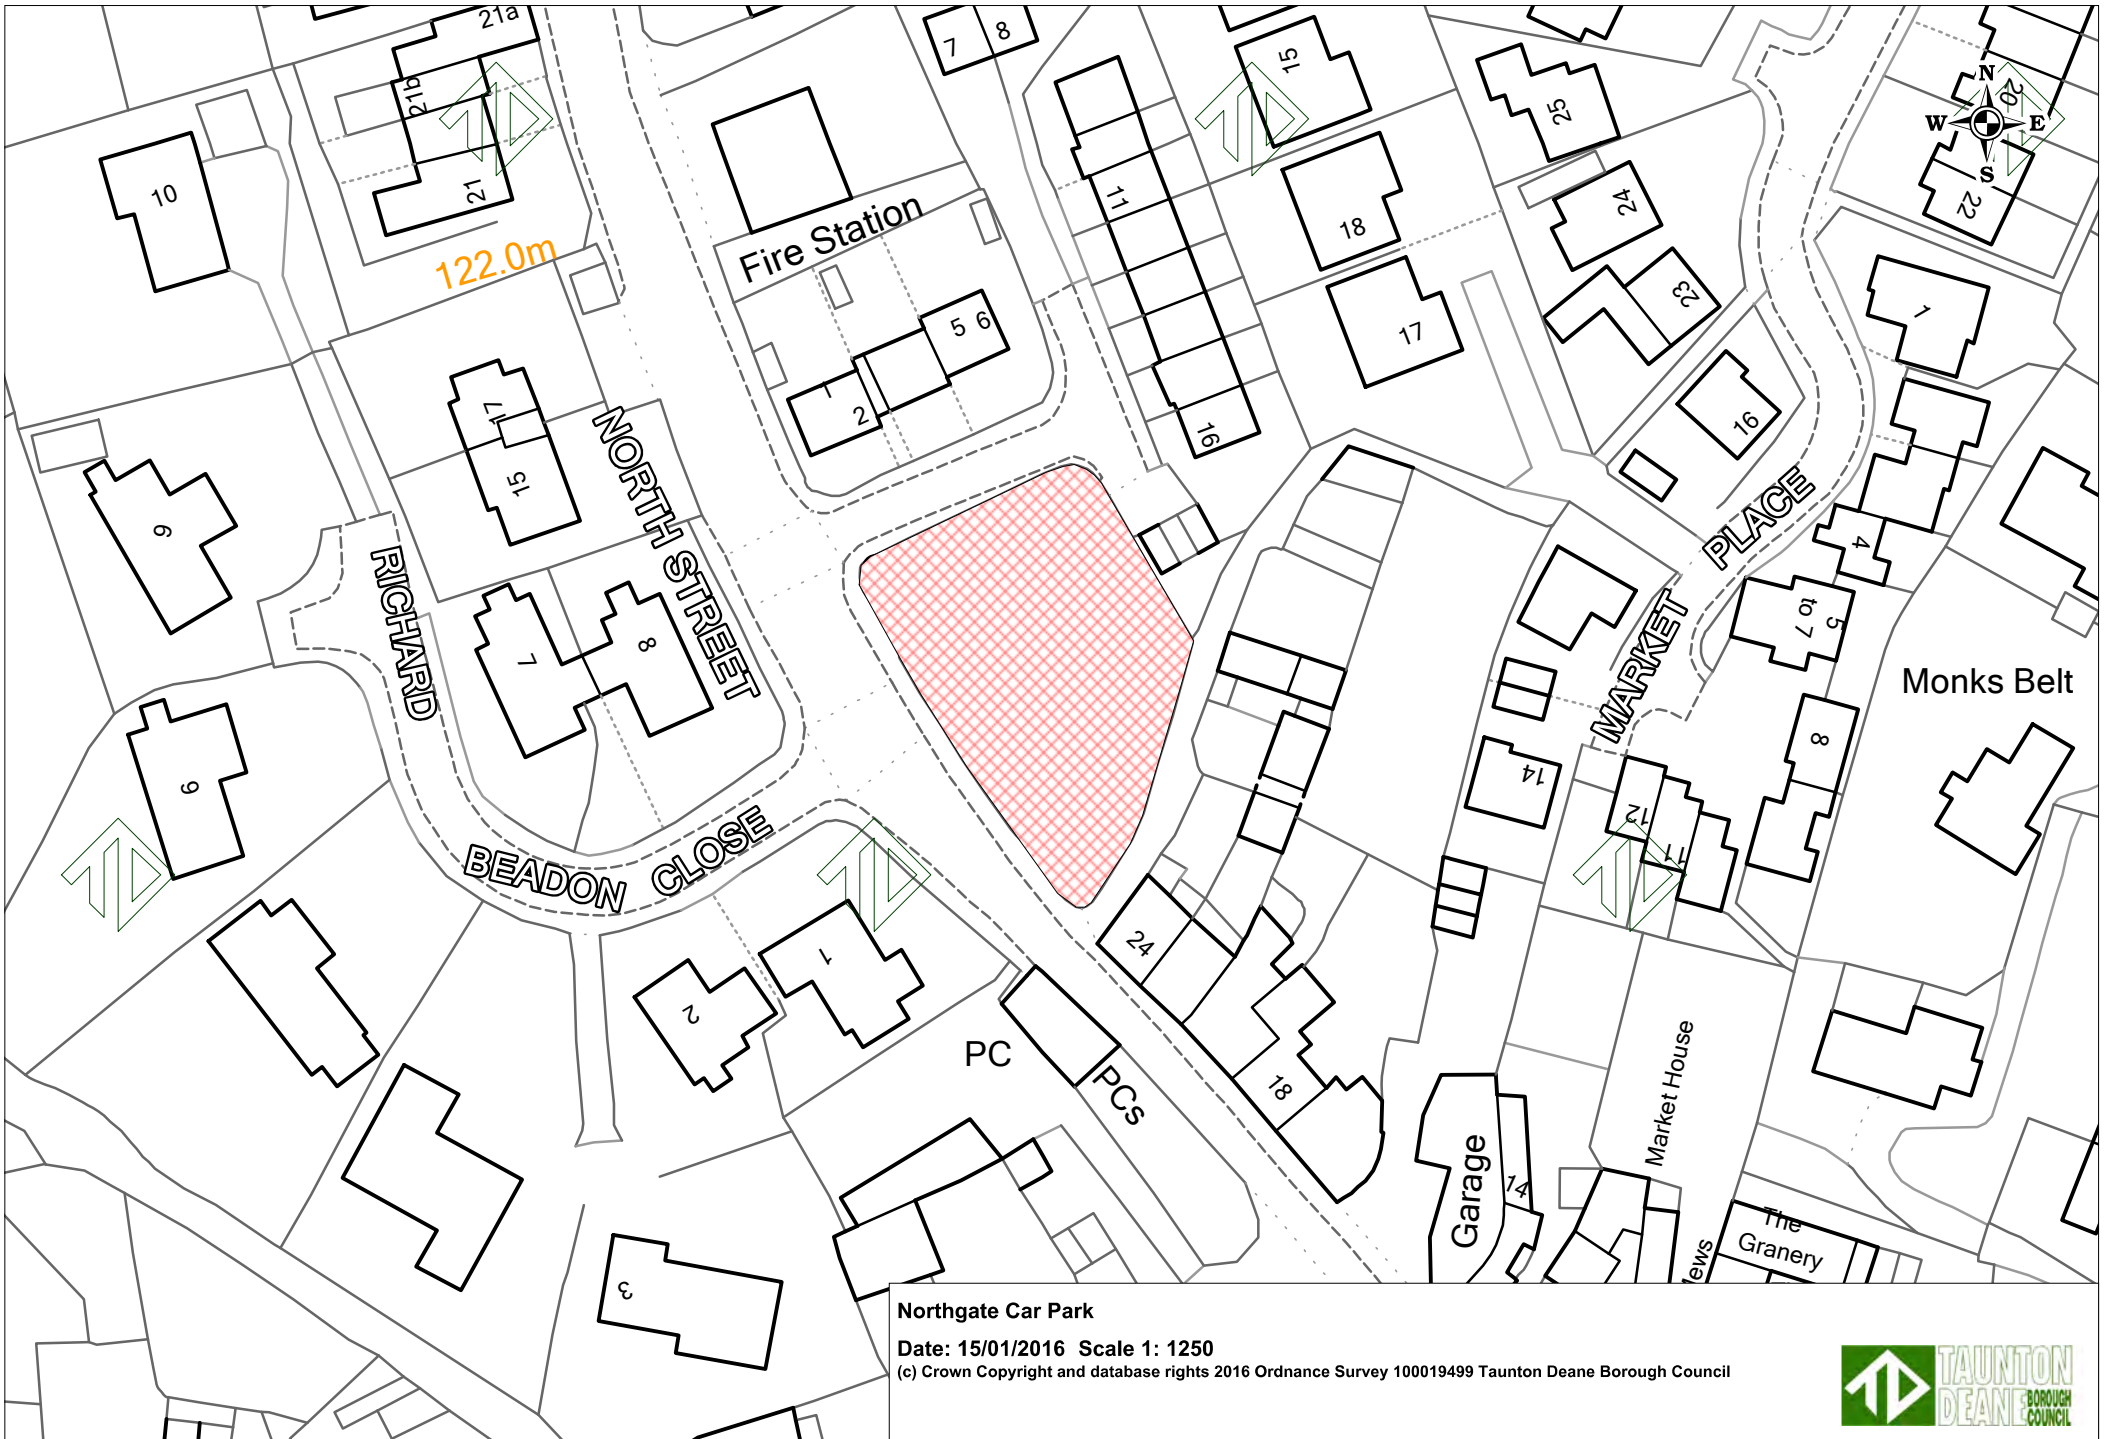 21a
7
8
15
25
N
W
E
S
20
22
21b
21
10
11
18
24
23
Fire Station
122.0m
1
5 6
17
16
1
2
17
15
16
16
NORTH STREET
PLACE
4
5
to 7
9
RICHARD
7
8
MARKET
Monks Belt
8
14
9
12
11
BEADON
CLOSE
24
1
2
PC
PCs
18
Market House
Garage
14
The
Granery
Mews
3
Northgate Car Park
Date: 15/01/2016 Scale 1: 1250
(c) Crown Copyright and database rights 2016 Ordnance Survey 100019499 Taunton Deane Borough Council
TAUNTON
DEANE BOROUGH
COUNCIL